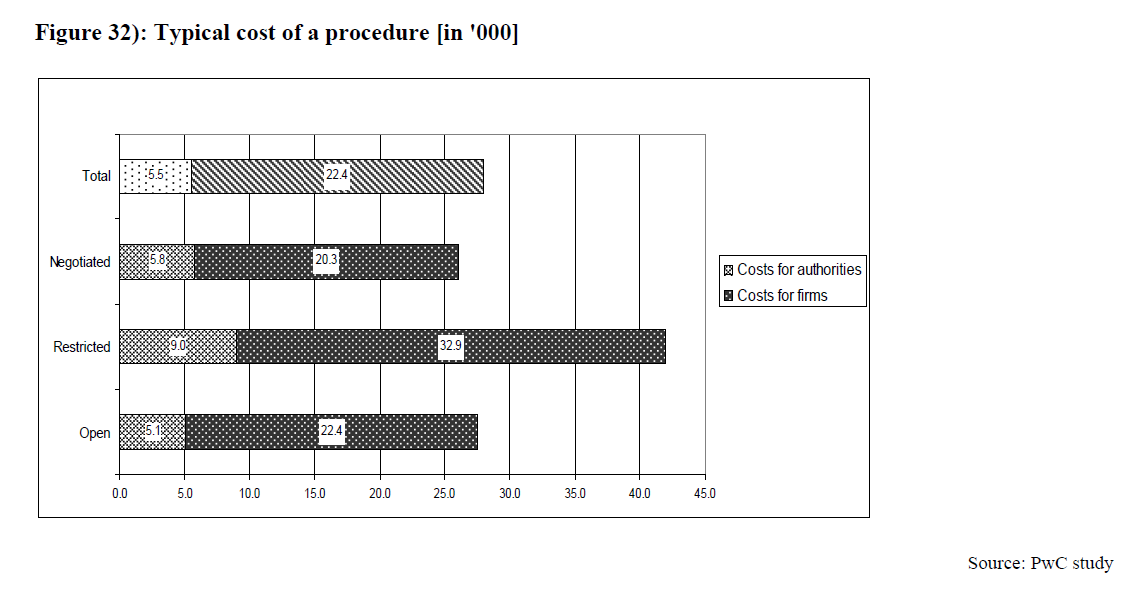 Figure 32): Typical cost of a procedure [in '000]
Total 5.5 22.4
Negotiated 5.8 20.3
Costs for authorities
Costs for firms
Restricted 9.0 32.9
Open 5.1 22.4
0.0 5.0 10.0 15.0 20.0 25.0 30.0 35.0 40.0 45.0
Source: PwC study